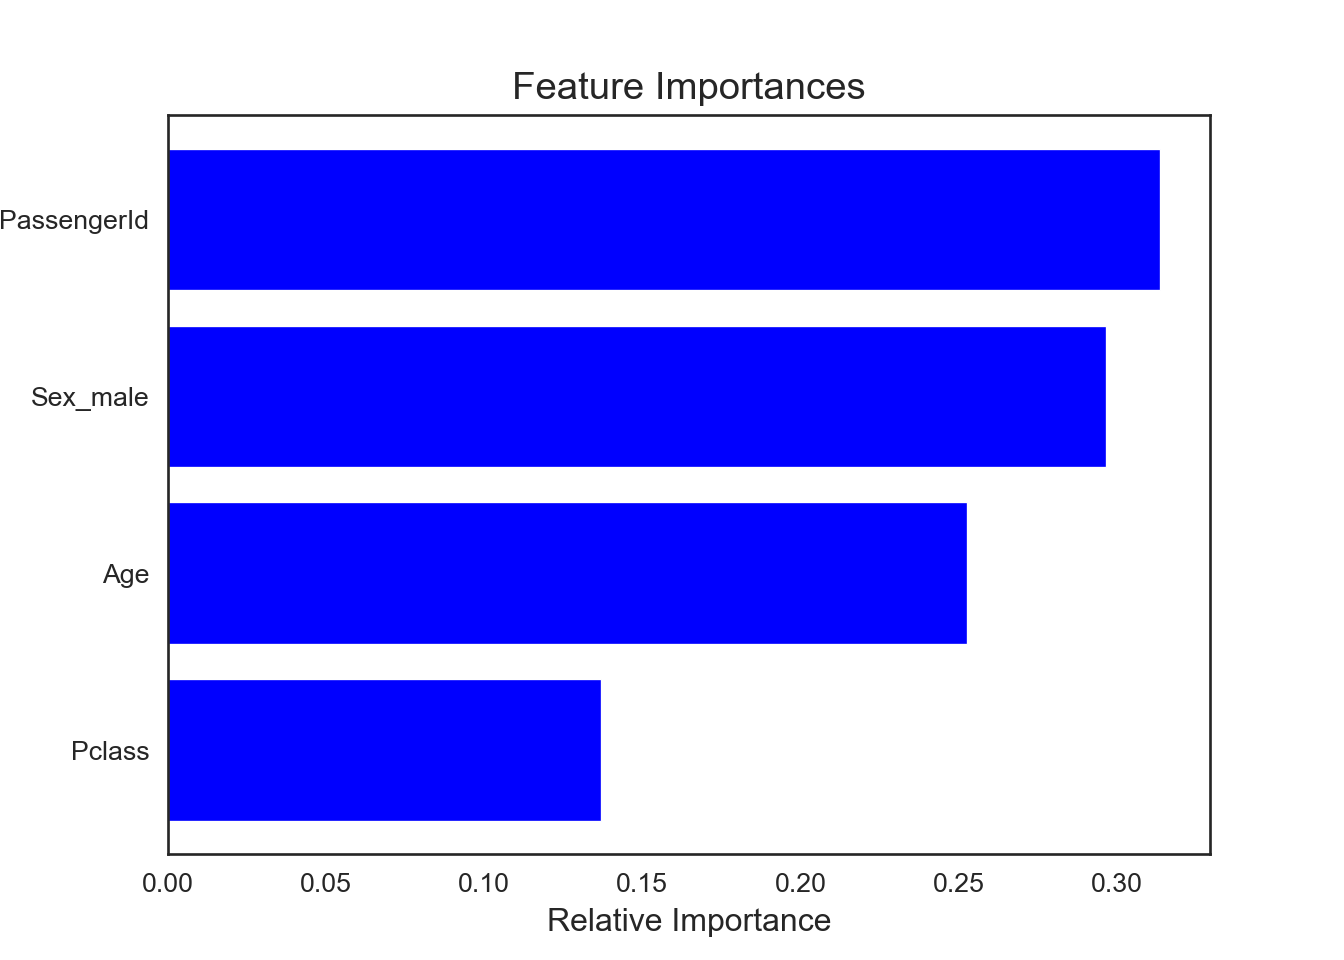 Feature Importances
PassengerId
Sex_male
Age
Pclass
0.00 0.05 0.10 0.15 0.20 0.25 0.30
Relative Importance